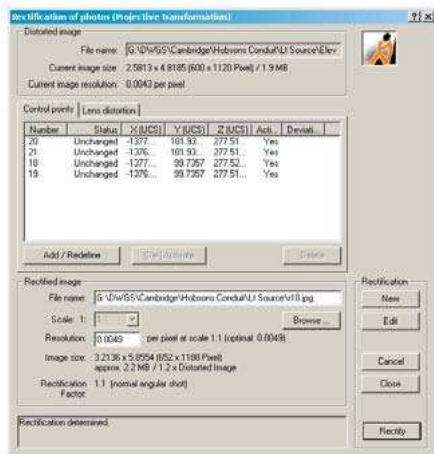 Rectification of photos (Projective transformation)
Distorted image
File name: G:\DWGS\Cambridge\Hobsons Conduit\Lt Source\Elev
Current image size: 2.5813 x 4.8185 (600 x 1120 Pixel) / 1.9 MB
Current image resolution: 0.0043 per pixel
Control points Lens distortion
Number Status X (UCS) Y (UCS) Z (UCS) Acti... Deviati...
20 Unchanged -1377... 101.93... 277.51... Yes
21 Unchanged -1376... 101.93... 277.51... Yes
18 Unchanged -1377... 99.7357 277.52... Yes
19 Unchanged -1376... 99.7357 277.51... Yes
Add / Redefine [De-] Activate Delete
Rectified image
File name: G:\DWGS\Cambridge\Hobsons Conduit\Lt Source\r10.jpg
Scale: 1: 1 Browse ...
Resolution: 0.0049 per pixel at scale 1:1 (optimal: 0.0049)
Image size: 3.2136 x 5.8554 (652 x 1188 Pixel)
approx. 2.2 MB / 1.2 x Distorted Image
Rectification Factor: 1.1 (normal angular shot)
Rectification determined.
Rectification
New
Edit
Cancel
Close
Rectify